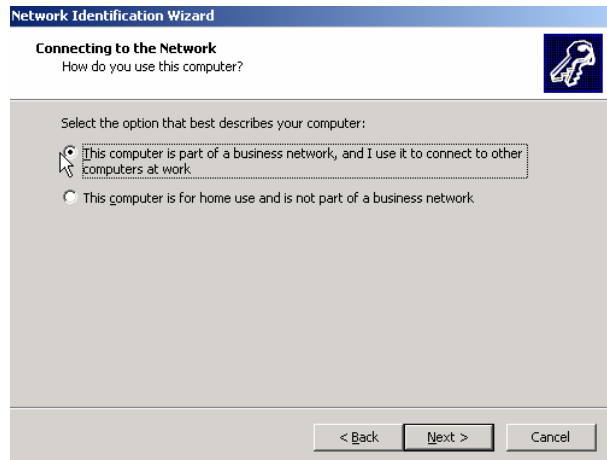 Network Identification Wizard
Connecting to the Network
How do you use this computer?
Select the option that best describes your computer:
This computer is part of a business network, and I use it to connect to other
computers at work
This computer is for home use and is not part of a business network
< Back Next > Cancel